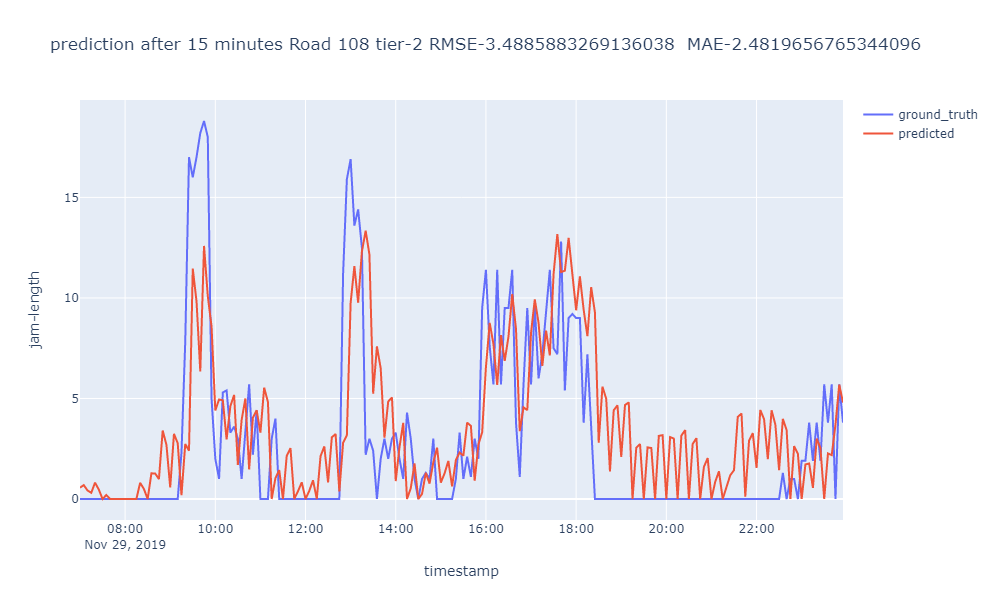 prediction after 15 minutes Road 108 tier-2 RMSE-3.4885883269136038  MAE-2.4819656765344096
ground_truth
predicted
15
10
5
0
jam-length
08:00
10:00
12:00
14:00
16:00
18:00
20:00
22:00
Nov 29, 2019
timestamp